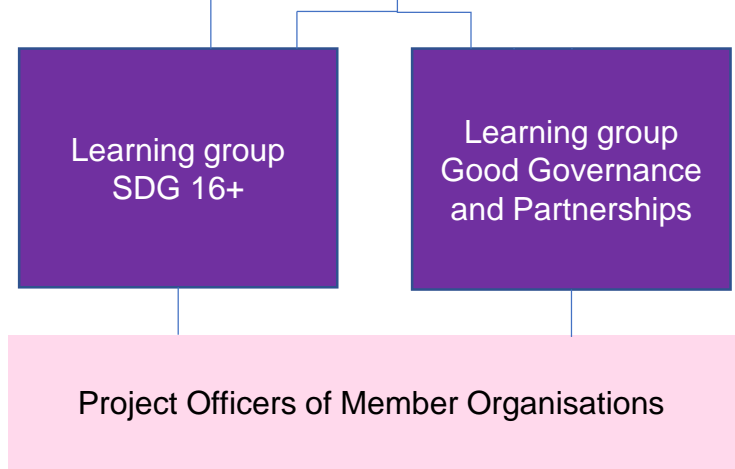 Learning group
SDG 16+
Learning group
Good Governance
and Partnerships
Project Officers of Member Organisations